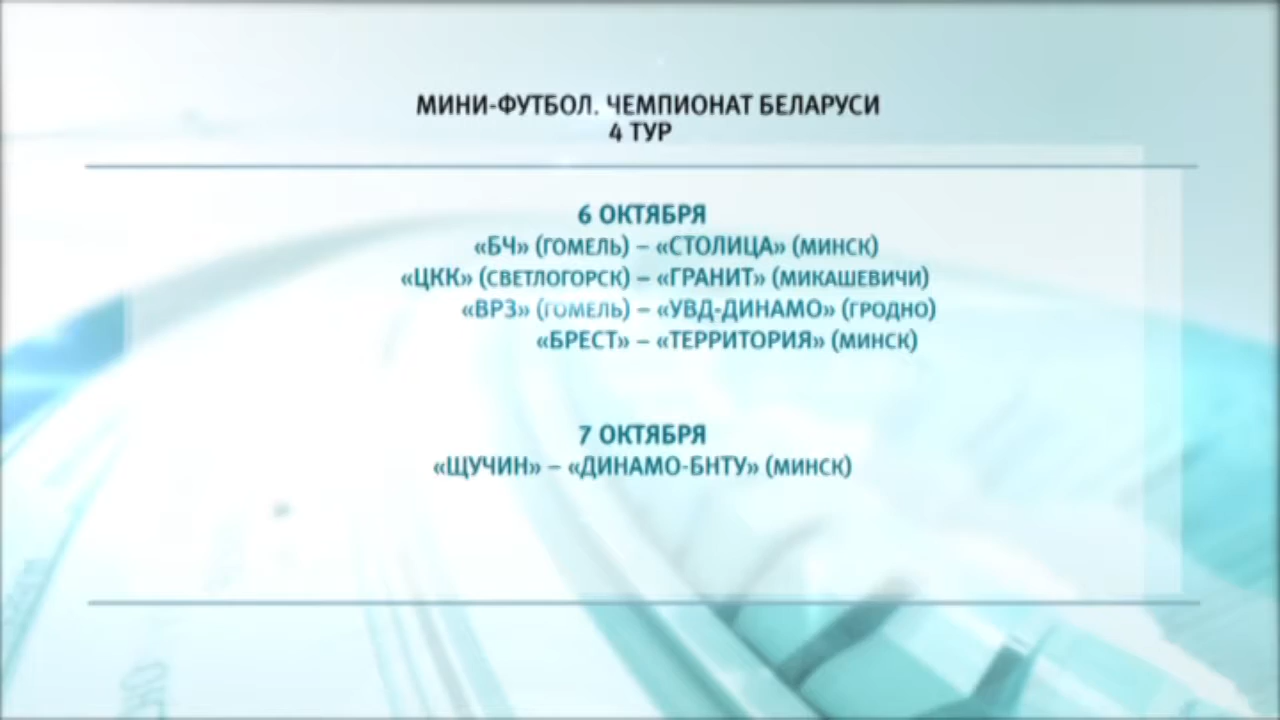 МИНИ-ФУТБОЛ. ЧЕМПИОНАТ БЕЛАРУСИ
4 ТУР
6 ОКТЯБРЯ
«БЧ» (ГОМЕЛЬ) – «СТОЛИЦА» (МИНСК)
«ЦКК» (СВЕТЛОГОРСК) – «ГРАНИТ» (МИКАШЕВИЧИ)
«ВРЗ» (ГОМЕЛЬ) – «УВД-ДИНАМО» (ГРОДНО)
«БРЕСТ» – «ТЕРРИТОРИЯ» (МИНСК)
7 ОКТЯБРЯ
«ЩУЧИН» – «ДИНАМО-БНТУ» (МИНСК)